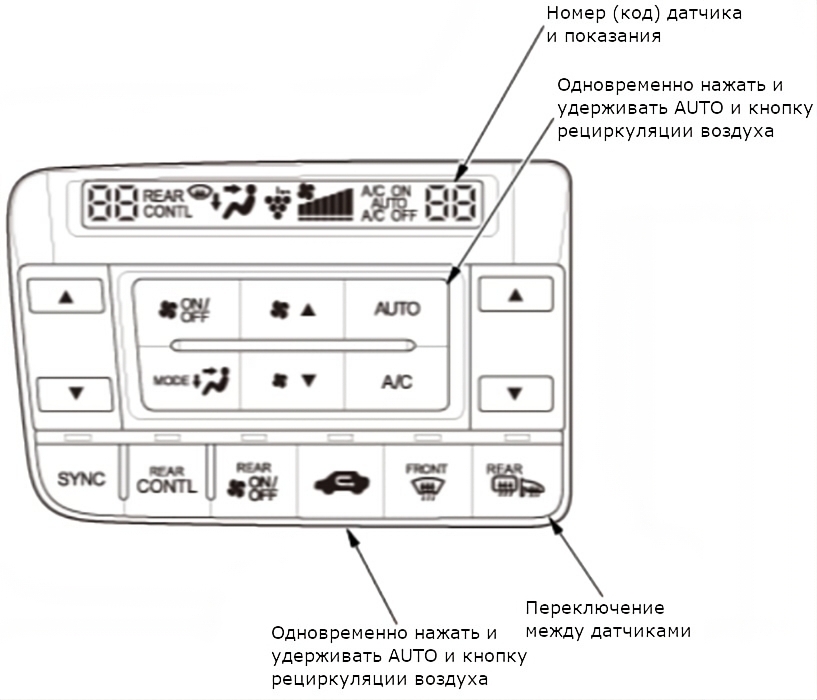 Номер (код) датчика
и показания
Одновременно нажать и
удерживать AUTO и кнопку
рециркуляции воздуха
88 REAR CONTL A/C ON AUTO A/C OFF 88
ON/OFF
AUTO
MODE
A/C
SYNC
REAR
CONTL
REAR
ON/OFF
FRONT
REAR
Переключение
между датчиками
Одновременно нажать и
удерживать AUTO и кнопку
рециркуляции воздуха